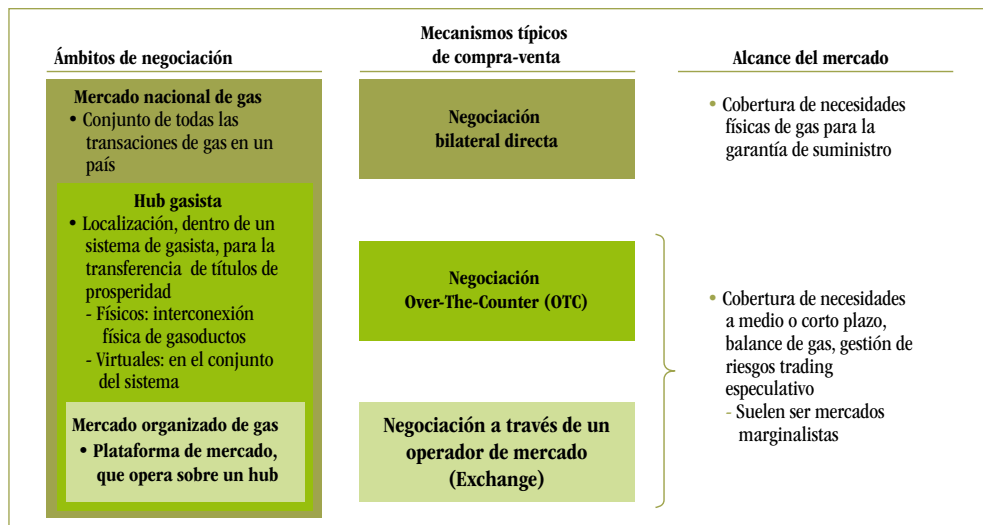 Ámbitos de negociación
Mecanismos típicos
de compra-venta
Alcance del mercado
Mercado nacional de gas
• Conjunto de todas las
transaciones de gas en un
país
Hub gasista
• Localización, dentro de un
sistema de gasista, para la
transferencia de títulos de
prosperidad
- Físicos: interconexión
física de gasoductos
- Virtuales: en el conjunto
del sistema
Mercado organizado de gas
• Plataforma de mercado,
que opera sobre un hub
Negociación
bilateral directa
Negociación
Over-The-Counter (OTC)
Negociación a través de un
operador de mercado
(Exchange)
• Cobertura de necesidades
físicas de gas para la
garantía de suministro
• Cobertura de necesidades
a medio o corto plazo,
balance de gas, gestión de
riesgos trading
especulativo
- Suelen ser mercados
marginalistas